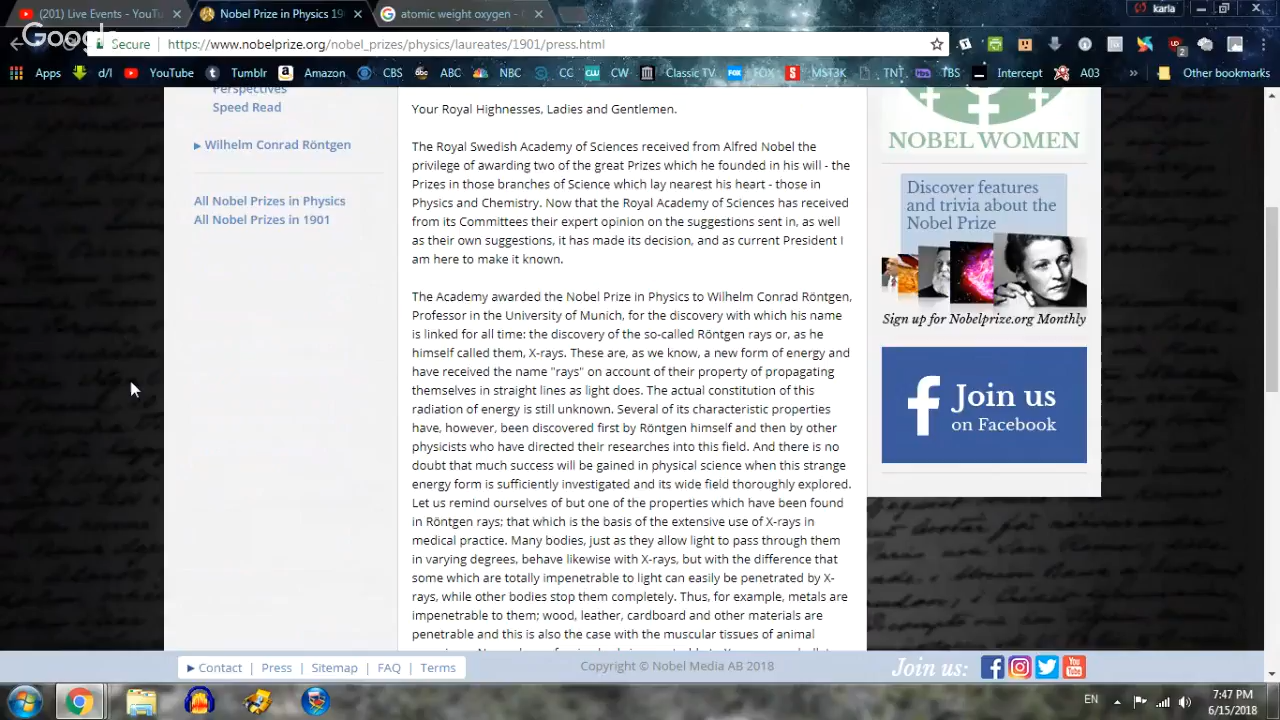 (201) Live Events - YouTu
Nobel Prize in Physics 19
atomic weight oxygen - G
karla
Google
Secure
https://www.nobelprize.org/nobel_prizes/physics/laureates/1901/press.html
Apps
d/l
YouTube
Tumblr
Amazon
CBS
ABC
NBC
CC
CW
Classic TV
FOX
MST3K
TNT
TBS
Intercept
A03
Other bookmarks
Perspectives
Speed Read
Wilhelm Conrad Röntgen
All Nobel Prizes in Physics
All Nobel Prizes in 1901
Your Royal Highnesses, Ladies and Gentlemen.
The Royal Swedish Academy of Sciences received from Alfred Nobel the
privilege of awarding two of the great Prizes which he founded in his will - the
Prizes in those branches of Science which lay nearest his heart - those in
Physics and Chemistry. Now that the Royal Academy of Sciences has received
from its Committees their expert opinion on the suggestions sent in, as well
as their own suggestions, it has made its decision, and as current President I
am here to make it known.
The Academy awarded the Nobel Prize in Physics to Wilhelm Conrad Röntgen,
Professor in the University of Munich, for the discovery with which his name
is linked for all time: the discovery of the so-called Röntgen rays or, as he
himself called them, X-rays. These are, as we know, a new form of energy and
have received the name "rays" on account of their property of propagating
themselves in straight lines as light does. The actual constitution of this
radiation of energy is still unknown. Several of its characteristic properties
have, however, been discovered first by Röntgen himself and then by other
physicists who have directed their researches into this field. And there is no
doubt that much success will be gained in physical science when this strange
energy form is sufficiently investigated and its wide field thoroughly explored.
Let us remind ourselves of but one of the properties which have been found
in Röntgen rays; that which is the basis of the extensive use of X-rays in
medical practice. Many bodies, just as they allow light to pass through them
in varying degrees, behave likewise with X-rays, but with the difference that
some which are totally impenetrable to light can easily be penetrated by X-
rays, while other bodies stop them completely. Thus, for example, metals are
impenetrable to them; wood, leather, cardboard and other materials are
penetrable and this is also the case with the muscular tissues of animal
NOBEL WOMEN
Discover features
and trivia about the
Nobel Prize
Sign up for Nobelprize.org Monthly
Join us
on Facebook
Contact | Press | Sitemap | FAQ | Terms
Copyright © Nobel Media AB 2018
Join us:
EN
7:47 PM
6/15/2018